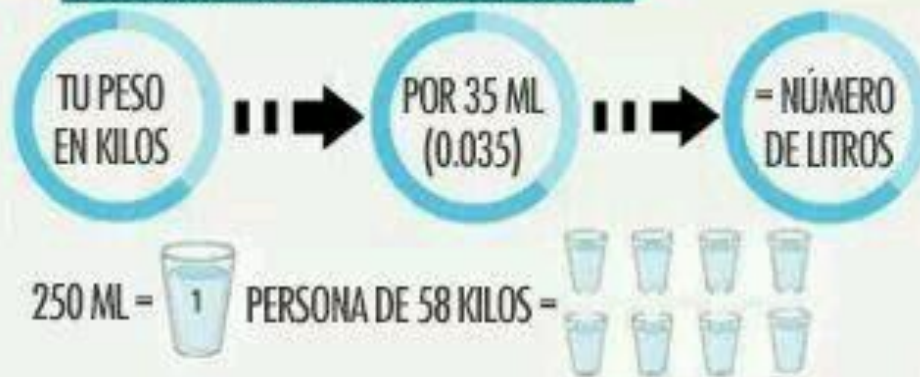 TU PESO
EN KILOS
POR 35 ML
(0.035)
= NÚMERO
DE LITROS
250 ML = 1 PERSONA DE 58 KILOS =